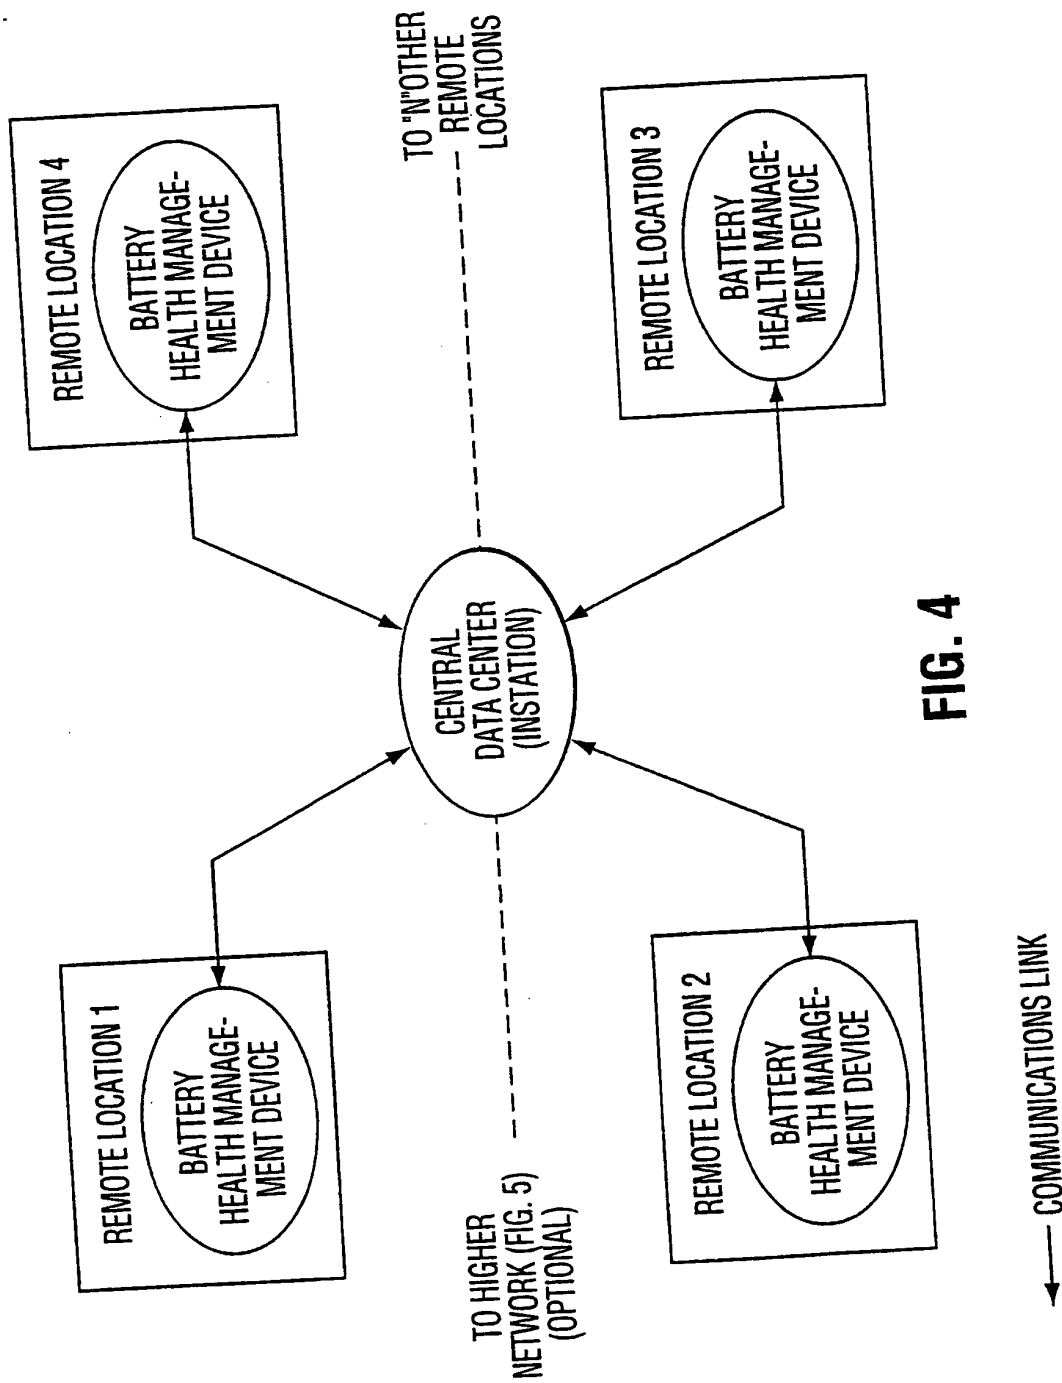 REMOTE LOCATION 1
BATTERY
HEALTH MANAGE-
MENT DEVICE
REMOTE LOCATION 4
BATTERY
HEALTH MANAGE-
MENT DEVICE
TO HIGHER
NETWORK (FIG. 5)
(OPTIONAL)
CENTRAL
DATA CENTER
(INSTATION)
TO "N"OTHER
REMOTE
LOCATIONS
REMOTE LOCATION 2
BATTERY
HEALTH MANAGE-
MENT DEVICE
REMOTE LOCATION 3
BATTERY
HEALTH MANAGE-
MENT DEVICE
COMMUNICATIONS LINK
FIG. 4